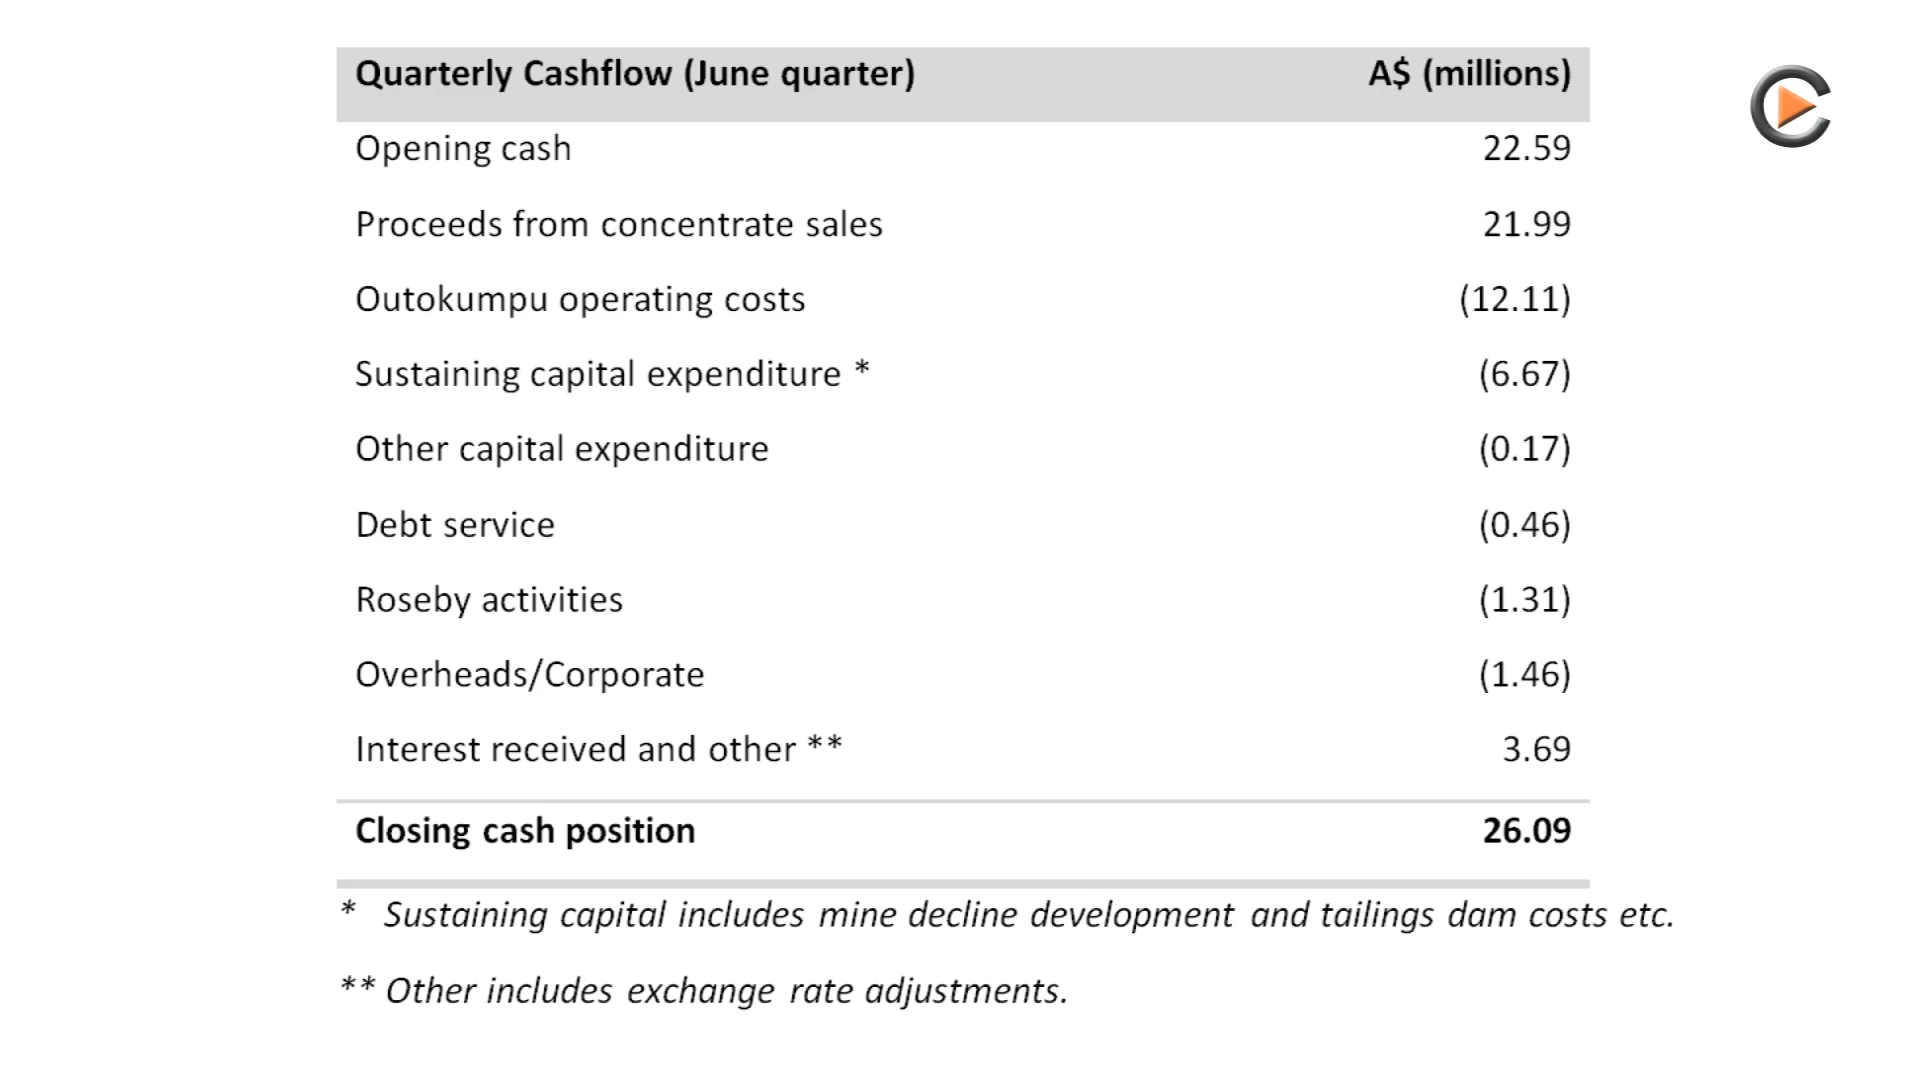 Quarterly Cashflow (June quarter) A$ (millions)
Opening cash 22.59
Proceeds from concentrate sales 21.99
Outokumpu operating costs (12.11)
Sustaining capital expenditure * (6.67)
Other capital expenditure (0.17)
Debt service (0.46)
Roseby activities (1.31)
Overheads/Corporate (1.46)
Interest received and other ** 3.69
Closing cash position 26.09
* Sustaining capital includes mine decline development and tailings dam costs etc.
** Other includes exchange rate adjustments.